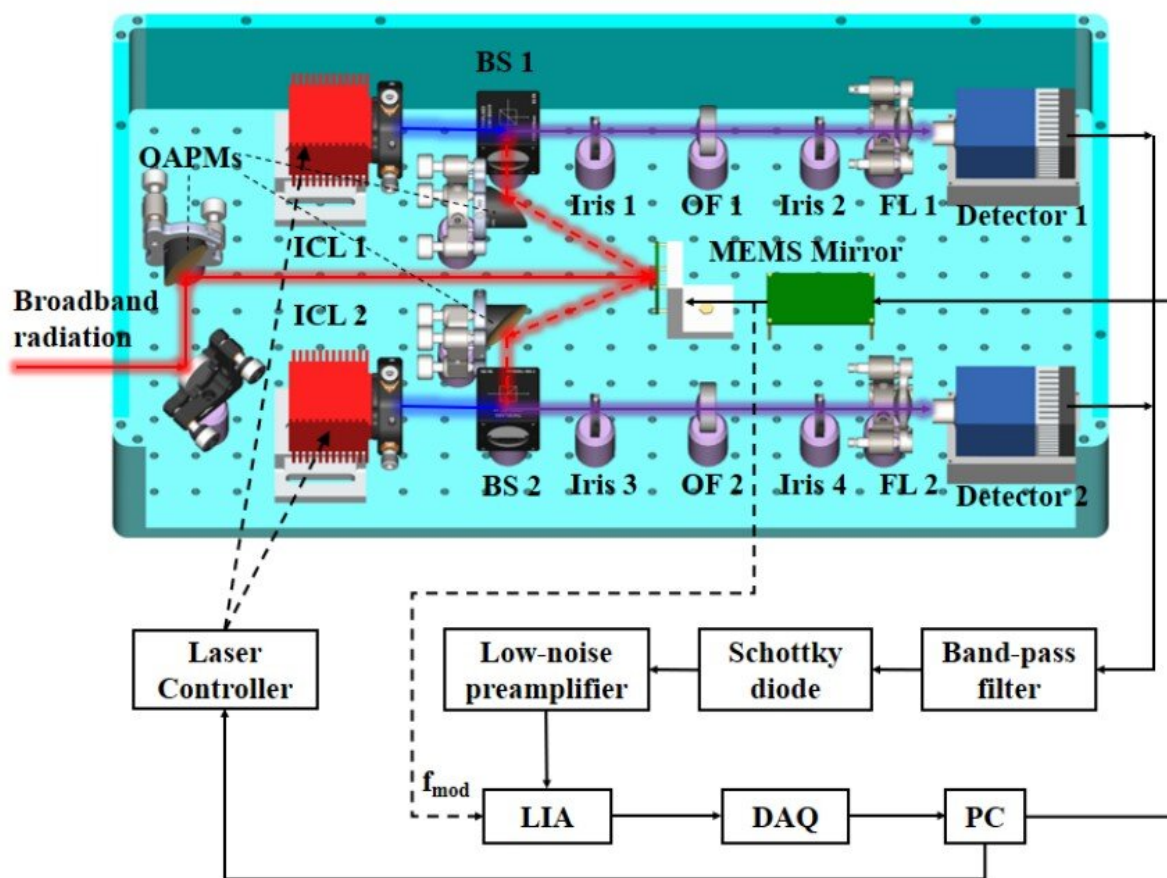 BS 1
OAPMs
Iris 1
OF 1
Iris 2
FL 1
Detector 1
ICL 1
MEMS Mirror
Broadband
radiation
ICL 2
BS 2
Iris 3
OF 2
Iris 4
FL 2
Detector 2
Laser
Controller
Low-noise
preamplifier
Schottky
diode
Band-pass
filter
f_mod
LIA
DAQ
PC